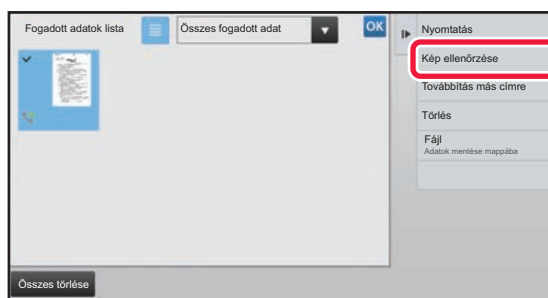 Fogadott adatok lista
Összes fogadott adat
OK
Nyomtatás
Kép ellenőrzése
Továbbítás más címre
Törlés
Fájl
Adatok mentése mappába
Összes törlése